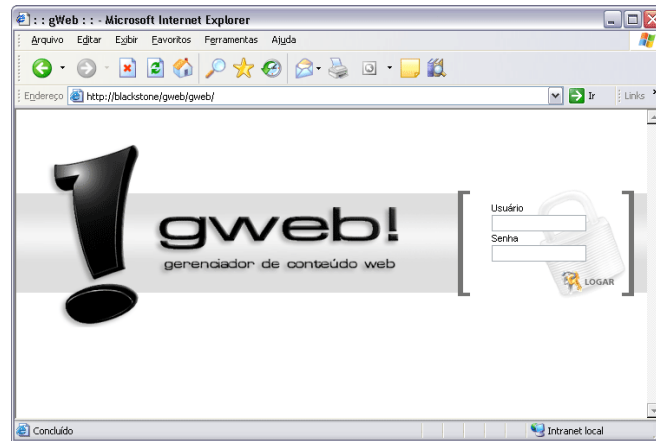 : : gWeb : : - Microsoft Internet Explorer
Arquivo Editar Exibir Favoritos Ferramentas Ajuda
Endereço http://blackstone/gweb/gweb/ Ir Links
gweb!
gerenciador de conteúdo web
Usuário
Senha
LOGAR
Concluído Intranet local